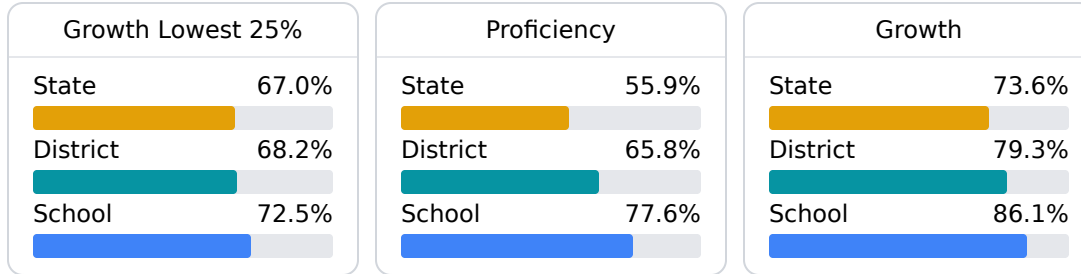 Growth Lowest 25%
State 67.0%
District 68.2%
School 72.5%
Proficiency
State 55.9%
District 65.8%
School 77.6%
Growth
State 73.6%
District 79.3%
School 86.1%